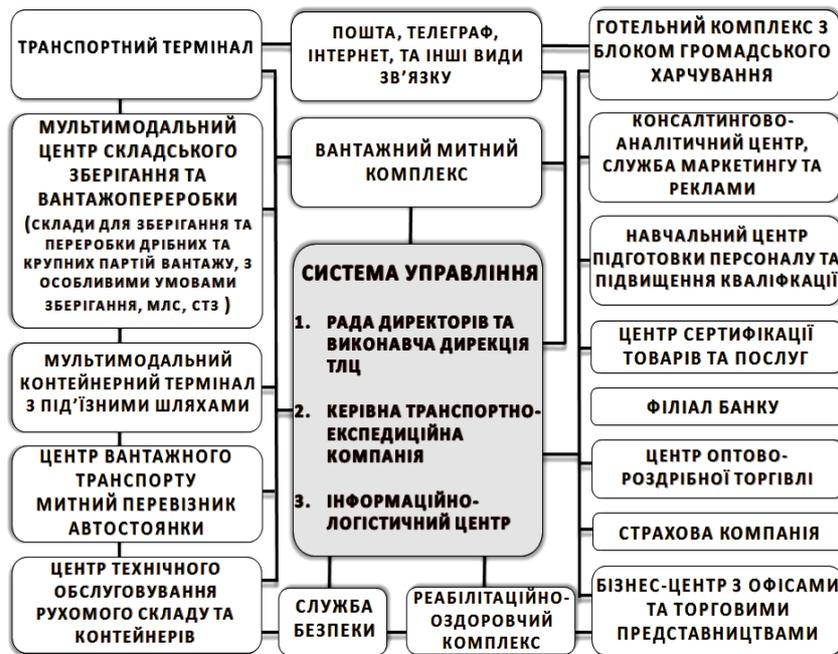 ТРАНСПОРТНИЙ ТЕРМІНАЛ
МУЛЬТИМОДАЛЬНИЙ
ЦЕНТР СКЛАДСЬКОГО
ЗБЕРІГАННЯ ТА
ВАНТАЖОПЕРЕРОБКИ
(СКЛАДИ ДЛЯ ЗБЕРІГАННЯ ТА
ПЕРЕРОБКИ ДРІБНИХ ТА
КРУПНИХ ПАРТІЙ ВАНТАЖУ, З
ОСОБЛИВИМИ УМОВАМИ
ЗБЕРІГАННЯ, МЛС, СТЗ )
МУЛЬТИМОДАЛЬНИЙ
КОНТЕЙНЕРНИЙ ТЕРМІНАЛ
З ПІД’ЇЗНИМИ ШЛЯХАМИ
ЦЕНТР ВАНТАЖНОГО
ТРАНСПОРТУ
МИТНИЙ ПЕРЕВІЗНИК
АВТОСТОЯНКИ
ЦЕНТР ТЕХНІЧНОГО
ОБСЛУГОВУВАННЯ
РУХОМОГО СКЛАДУ ТА
КОНТЕЙНЕРІВ
ПОШТА, ТЕЛЕГРАФ,
ІНТЕРНЕТ, ТА ІНШІ ВИДИ
ЗВ’ЯЗКУ
ВАНТАЖНИЙ МИТНИЙ
КОМПЛЕКС
СИСТЕМА УПРАВЛІННЯ
1. РАДА ДИРЕКТОРІВ ТА
ВИКОНАВЧА ДИРЕКЦІЯ
ТЛЦ
2. КЕРІВНА ТРАНСПОРТНО-
ЕКСПЕДИЦІЙНА
КОМПАНІЯ
3. ІНФОРМАЦІЙНО-
ЛОГІСТИЧНИЙ ЦЕНТР
СЛУЖБА
БЕЗПЕКИ
РЕАБІЛІТАЦІЙНО-
ОЗДОРОВЧИЙ
КОМПЛЕКС
ГОТЕЛЬНИЙ КОМПЛЕКС З
БЛОКОМ ГРОМАДСЬКОГО
ХАРЧУВАННЯ
КОНСАЛТИНГОВО-
АНАЛІТИЧНИЙ ЦЕНТР,
СЛУЖБА МАРКЕТИНГУ ТА
РЕКЛАМИ
НАВЧАЛЬНИЙ ЦЕНТР
ПІДГОТОВКИ ПЕРСОНАЛУ ТА
ПІДВИЩЕННЯ КВАЛІФКАЦІЇ
ЦЕНТР СЕРТИФІКАЦІЇ
ТОВАРІВ ТА ПОСЛУГ
ФІЛІАЛ БАНКУ
ЦЕНТР ОПТОВО-
РОЗДРІБНОЇ ТОРГІВЛІ
СТРАХОВА КОМПАНІЯ
БІЗНЕС-ЦЕНТР З ОФІСАМИ
ТА ТОРГОВИМИ
ПРЕДСТАВНИЦТВАМИ